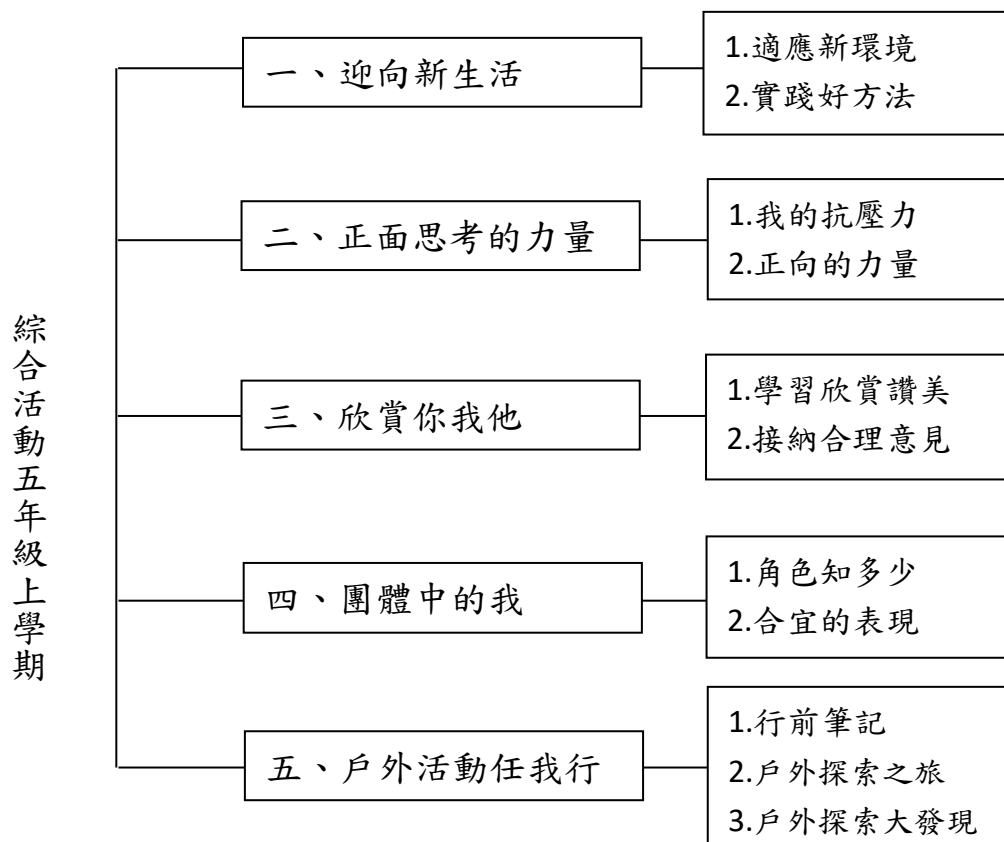 綜合活動五年級上學期
一、迎向新生活
1.適應新環境
2.實踐好方法
二、正面思考的力量
1.我的抗壓力
2.正向的力量
三、欣賞你我他
1.學習欣賞讚美
2.接納合理意見
四、團體中的我
1.角色知多少
2.合宜的表現
五、戶外活動任我行
1.行前筆記
2.戶外探索之旅
3.戶外探索大發現